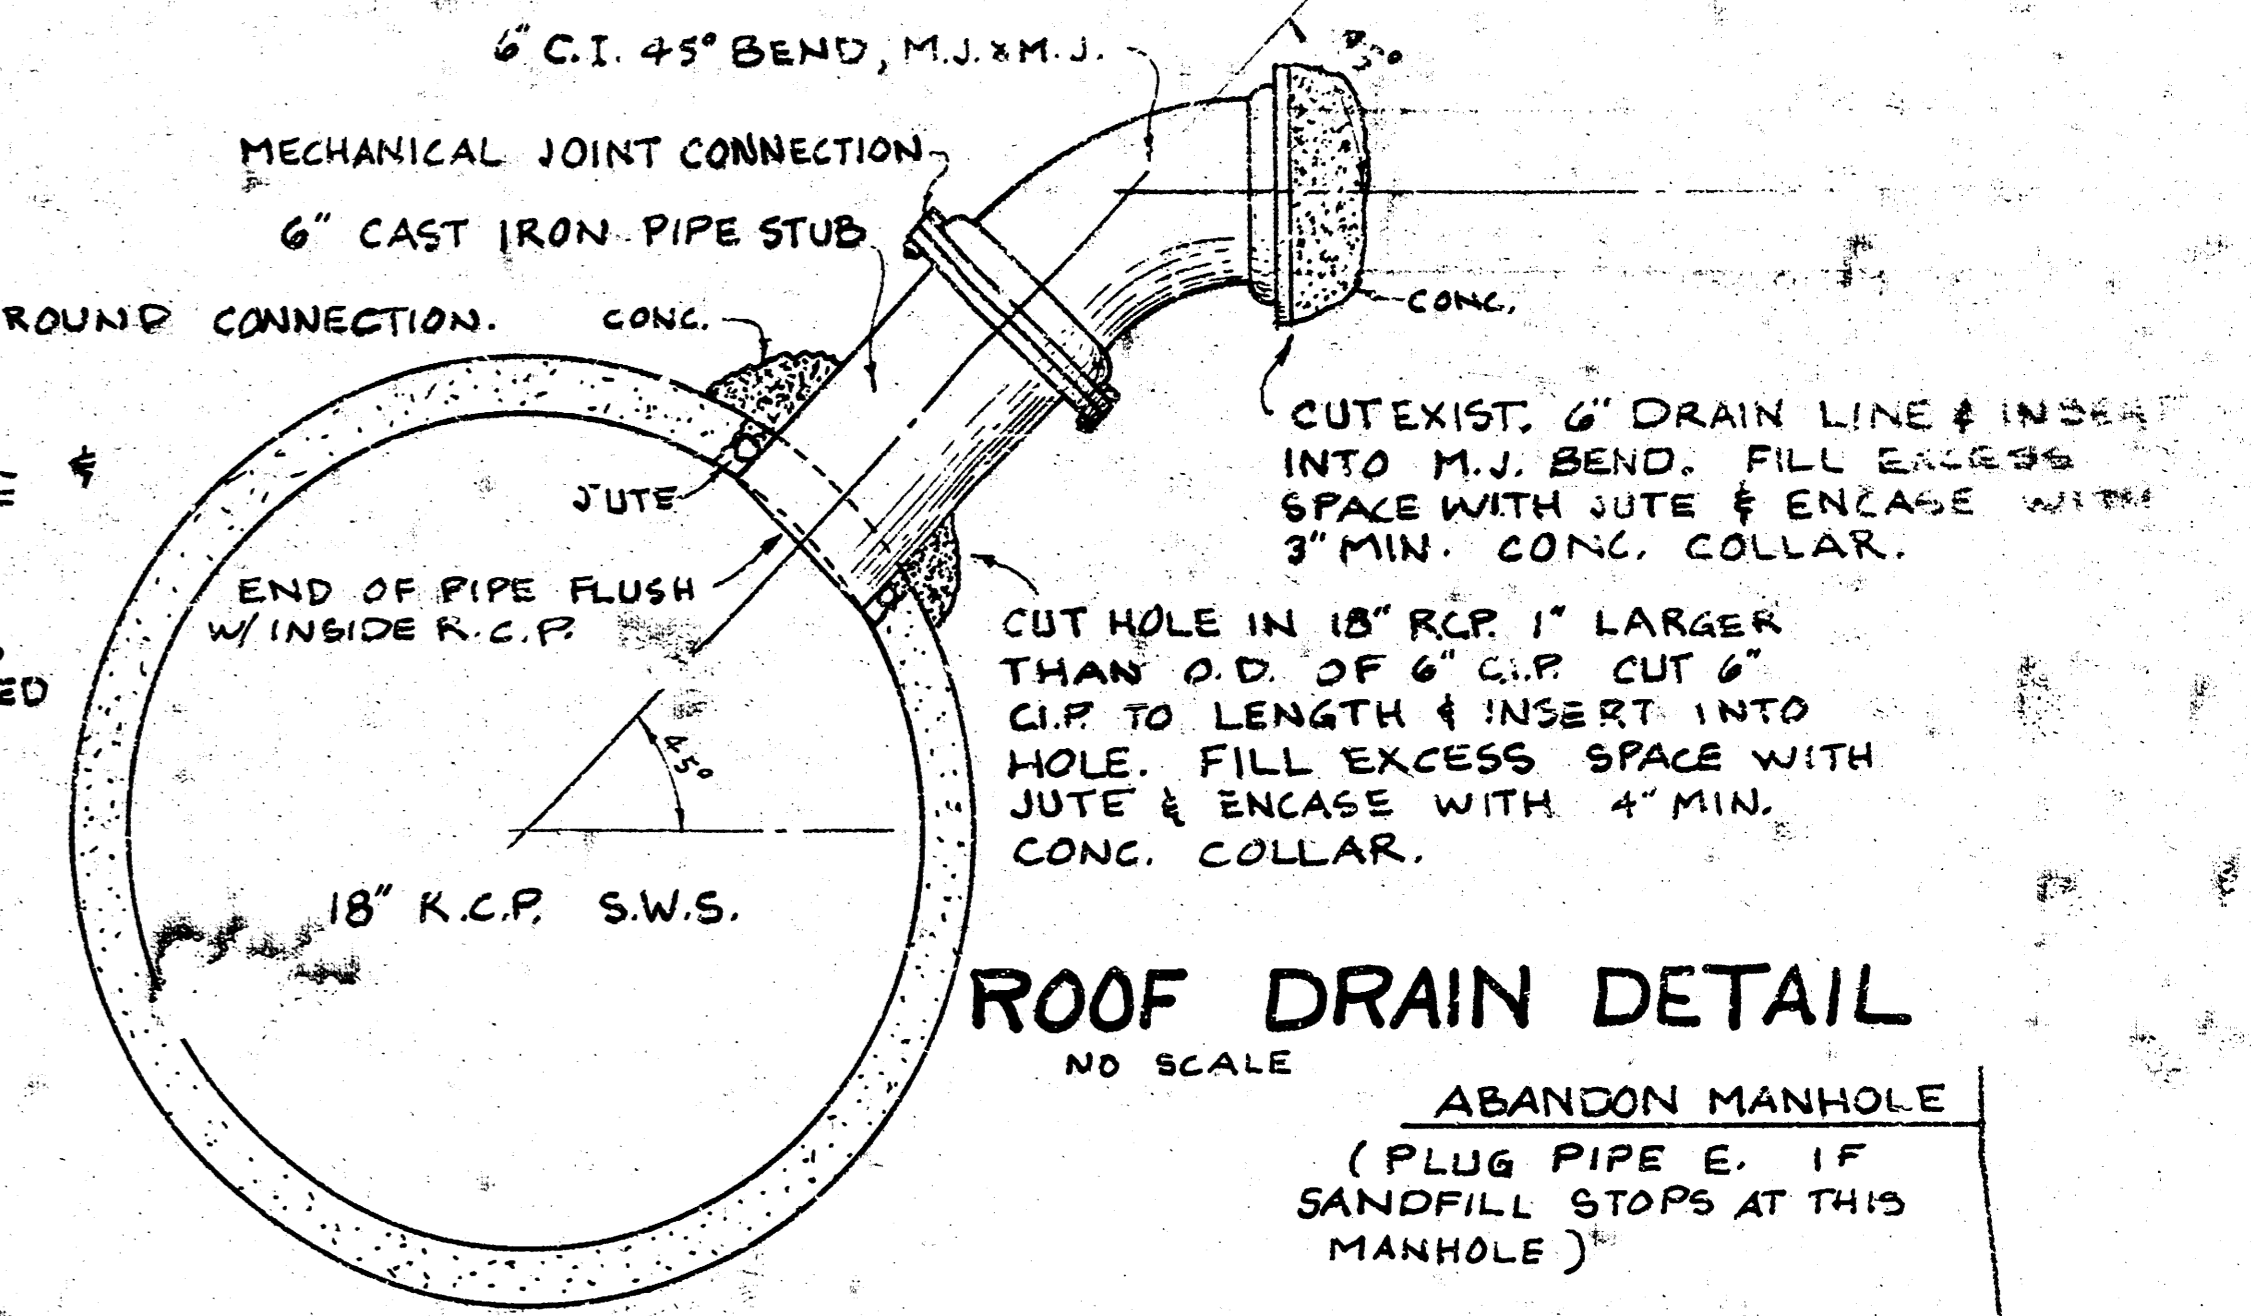 6" C.I. 45° BEND, M.J. & M.J.
45°
MECHANICAL JOINT CONNECTION
6" CAST IRON PIPE STUB
ROUND CONNECTION.
CONC.
CONC.
&
JUTE
CUT EXIST. 6" DRAIN LINE & INSERT
INTO M.J. BEND. FILL EXCESS
SPACE WITH JUTE & ENCASE WITH
3" MIN. CONC. COLLAR.
END OF PIPE FLUSH
W/ INSIDE R.C.P.
ED
CUT HOLE IN 18" R.C.P. 1" LARGER
THAN O.D. OF 6" C.I.P. CUT 6"
C.I.P. TO LENGTH & INSERT INTO
HOLE. FILL EXCESS SPACE WITH
JUTE & ENCASE WITH 4" MIN.
CONC. COLLAR.
45°
18" R.C.P. S.W.S.
ROOF DRAIN DETAIL
NO SCALE
ABANDON MANHOLE
(PLUG PIPE E. IF
SANDFILL STOPS AT THIS
MANHOLE)